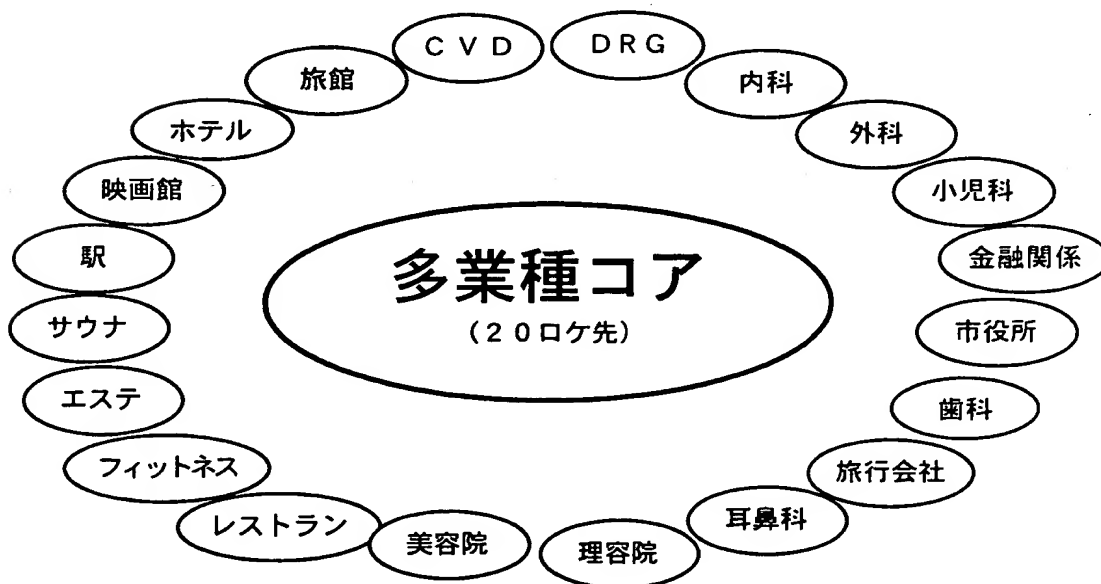 CVD
DRG
旅館
内科
ホテル
外科
映画館
小児科
駅
金融関係
多業種コア
(20ロケ先)
サウナ
市役所
エステ
歯科
フィットネス
旅行会社
レストラン
耳鼻科
美容院
理容院